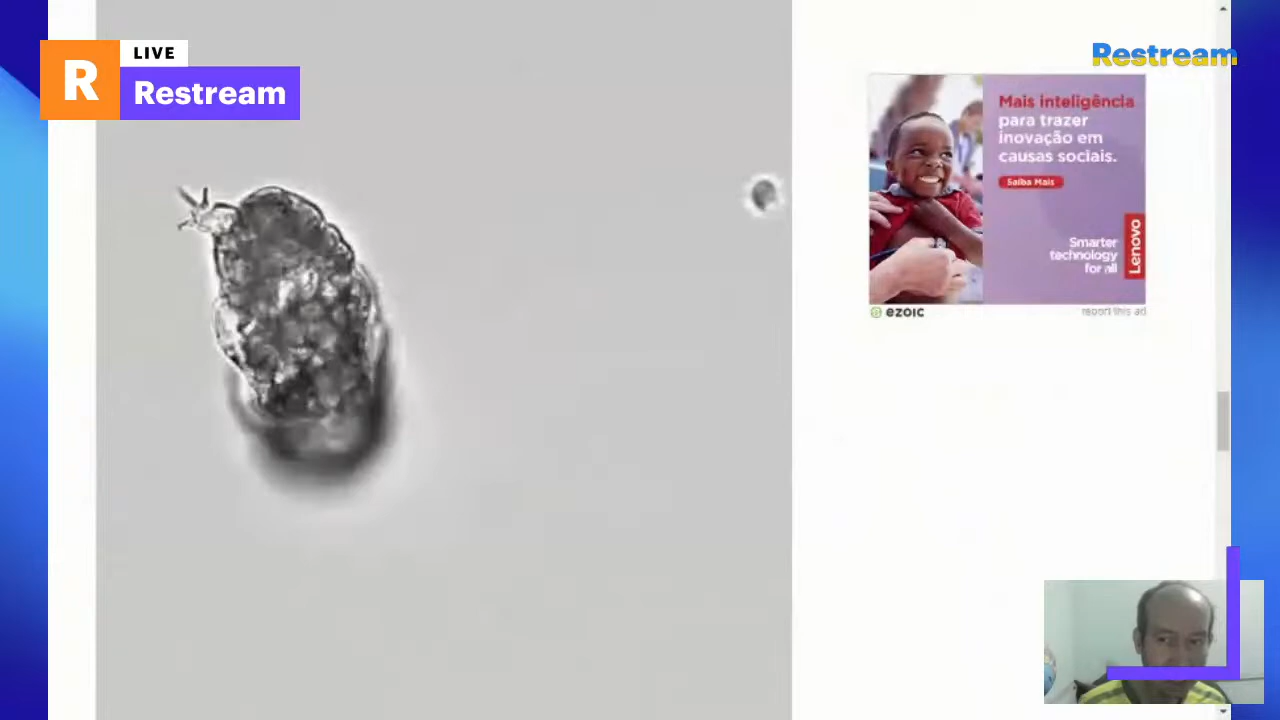 R
LIVE
Restream
Restream
Mais inteligência
para trazer
inovação em
causas sociais.
Saiba Mais
Smarter
technology
for all
Lenovo
ezoic
report this ad